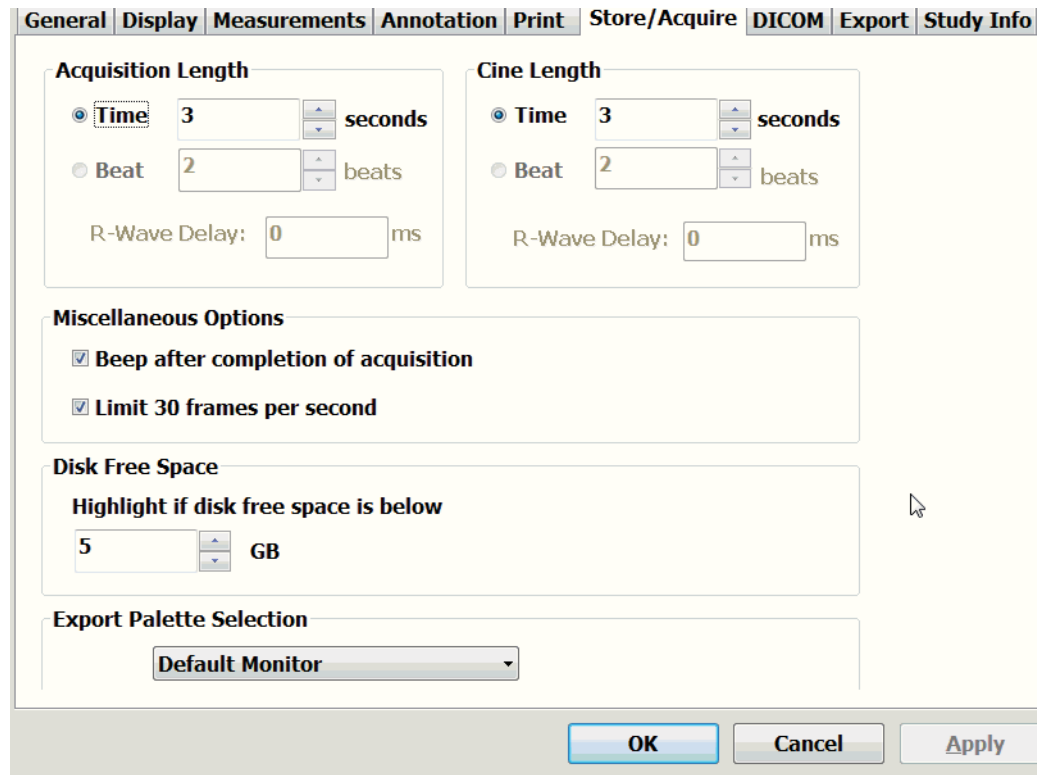 General Display Measurements Annotation Print Store/Acquire DICOM Export Study Info
Acquisition Length
Time 3 seconds
Beat 2 beats
R-Wave Delay: 0 ms
Cine Length
Time 3 seconds
Beat 2 beats
R-Wave Delay: 0 ms
Miscellaneous Options
Beep after completion of acquisition
Limit 30 frames per second
Disk Free Space
Highlight if disk free space is below
5 GB
Export Palette Selection
Default Monitor
OK Cancel Apply